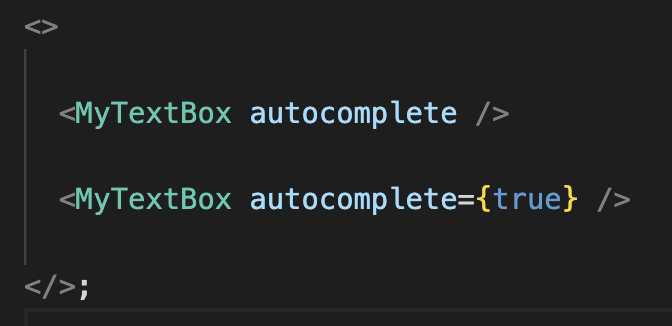 <>
<MyTextBox autocomplete />
<MyTextBox autocomplete={true} />
</>;